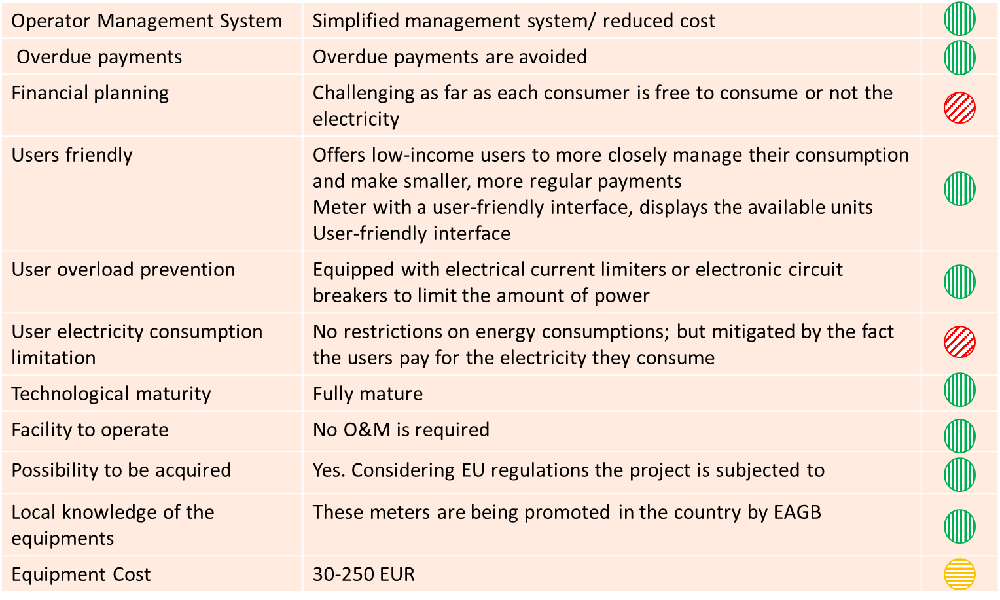 Operator Management System
Simplified management system/ reduced cost
Overdue payments
Overdue payments are avoided
Financial planning
Challenging as far as each consumer is free to consume or not the
electricity
Users friendly
Offers low-income users to more closely manage their consumption
and make smaller, more regular payments
Meter with a user-friendly interface, displays the available units
User-friendly interface
User overload prevention
Equipped with electrical current limiters or electronic circuit
breakers to limit the amount of power
User electricity consumption
limitation
No restrictions on energy consumptions; but mitigated by the fact
the users pay for the electricity they consume
Technological maturity
Fully mature
Facility to operate
No O&M is required
Possibility to be acquired
Yes. Considering EU regulations the project is subjected to
Local knowledge of the
equipments
These meters are being promoted in the country by EAGB
Equipment Cost
30-250 EUR